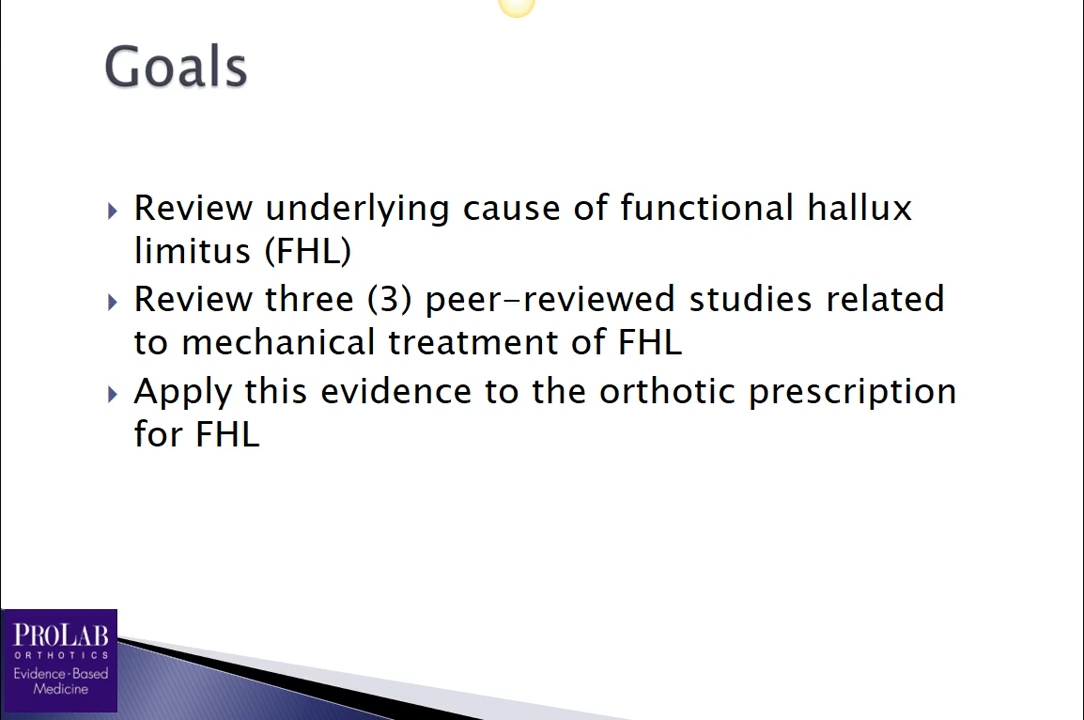 Goals
Review underlying cause of functional hallux
limitus (FHL)
Review three (3) peer-reviewed studies related
to mechanical treatment of FHL
Apply this evidence to the orthotic prescription
for FHL
PROLAB
ORTHOTICS
Evidence-Based
Medicine